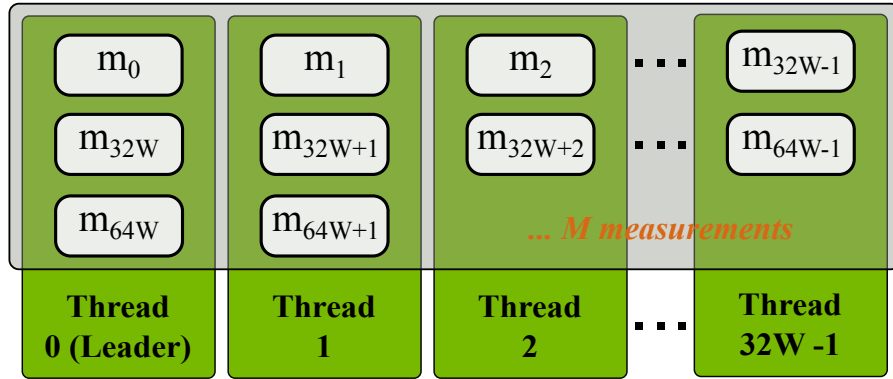 m₀ m₁ m₂ ... m₃₂W-1
m₃₂W m₃₂W+1 m₃₂W+2 ... m₆₄W-1
m₆₄W m₆₄W+1
... M measurements
Thread 0 (Leader)
Thread 1
Thread 2
...
Thread 32W -1